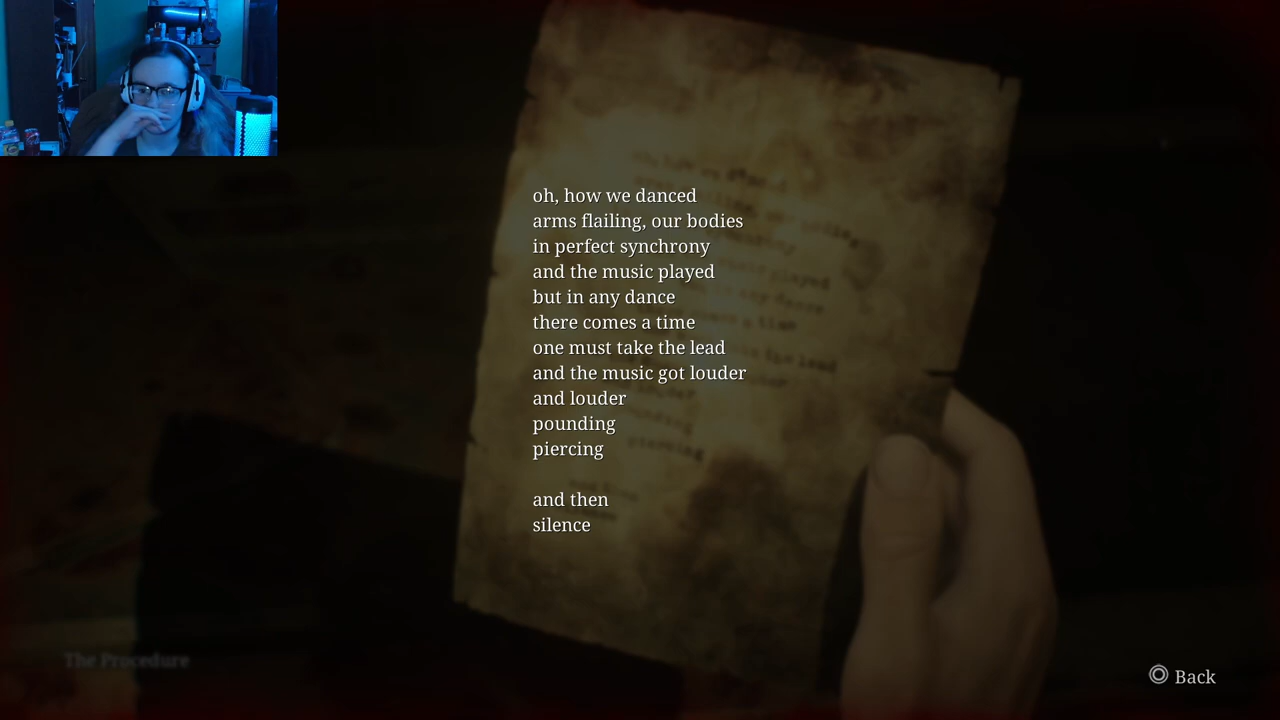 oh, how we danced
arms flailing, our bodies
in perfect synchrony
and the music played
but in any dance
there comes a time
one must take the lead
and the music got louder
and louder
pounding
piercing

and then
silence
The Procedure
Back